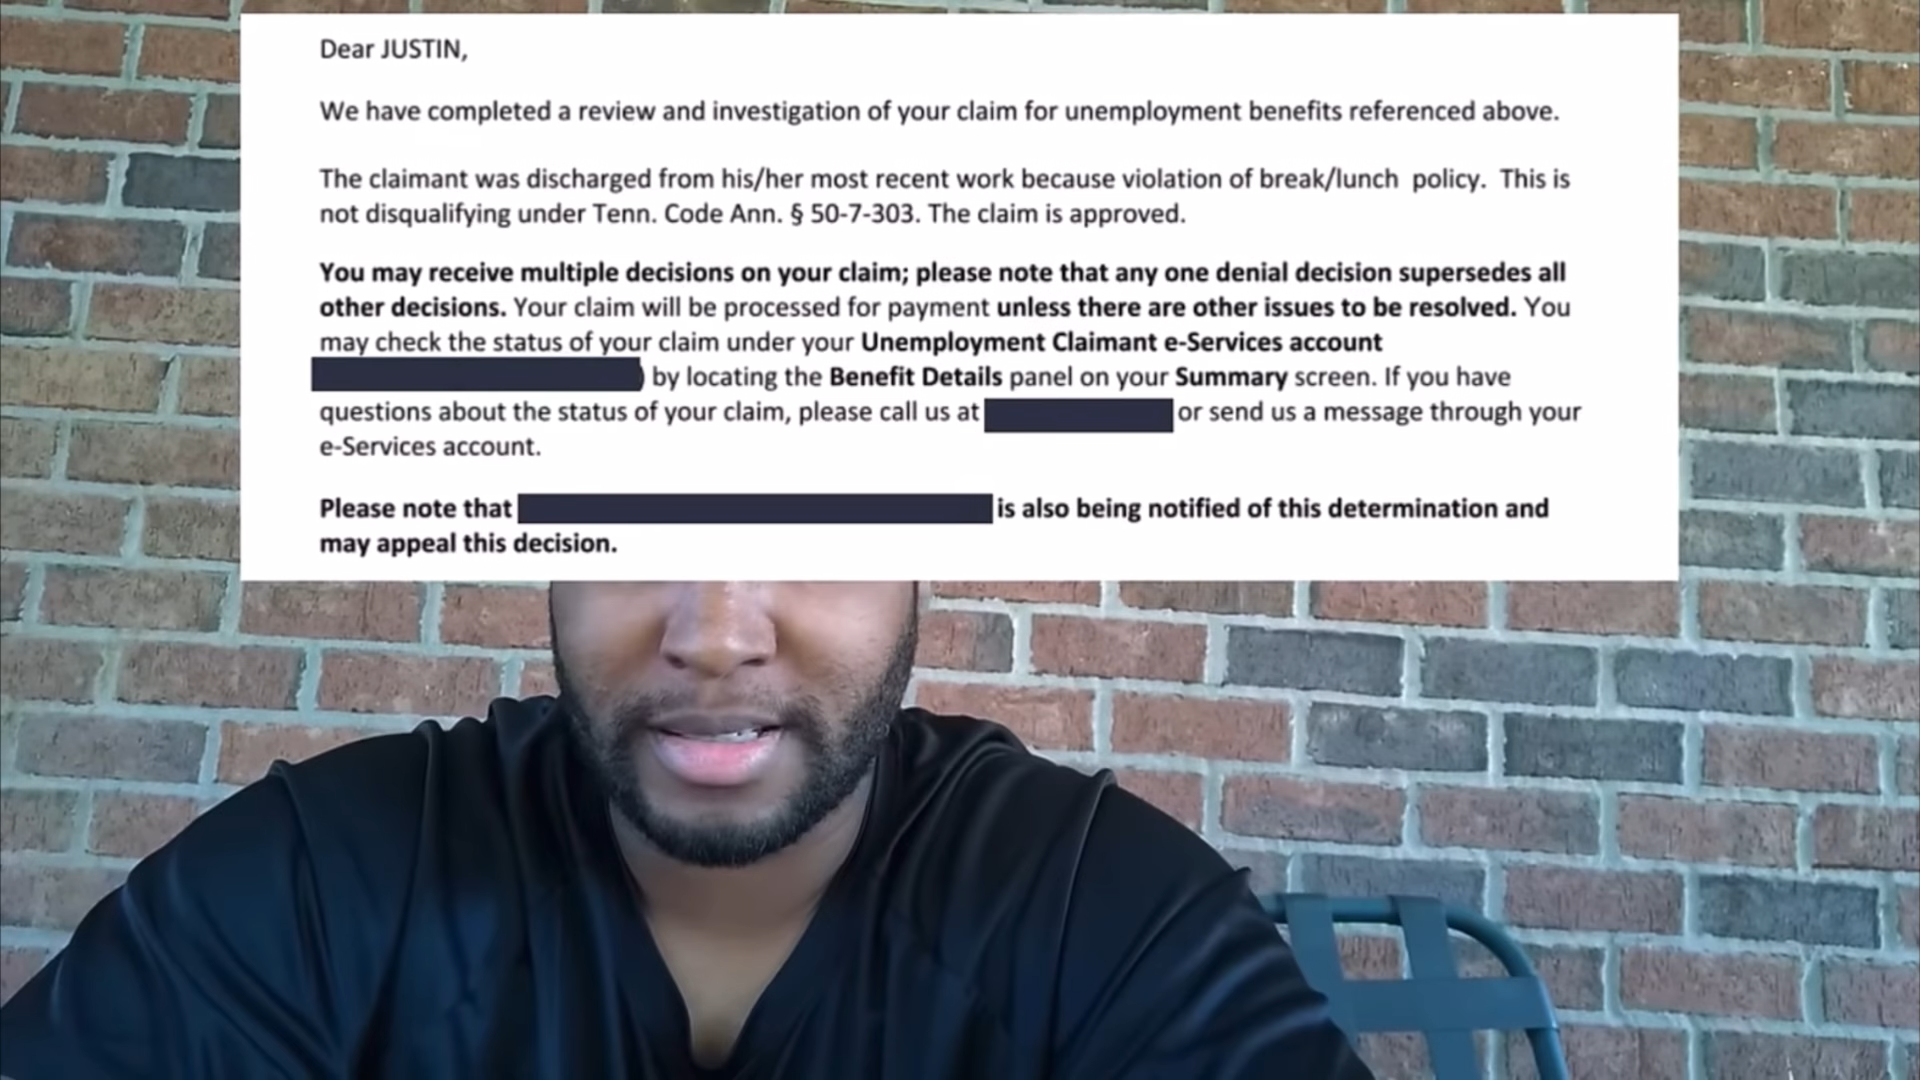 Dear JUSTIN,
We have completed a review and investigation of your claim for unemployment benefits referenced above.
The claimant was discharged from his/her most recent work because violation of break/lunch  policy.  This is
not disqualifying under Tenn. Code Ann. § 50-7-303. The claim is approved.
You may receive multiple decisions on your claim; please note that any one denial decision supersedes all
other decisions. Your claim will be processed for payment unless there are other issues to be resolved. You
may check the status of your claim under your Unemployment Claimant e-Services account
) by locating the Benefit Details panel on your Summary screen. If you have
questions about the status of your claim, please call us at or send us a message through your
e-Services account.
Please note that is also being notified of this determination and
may appeal this decision.